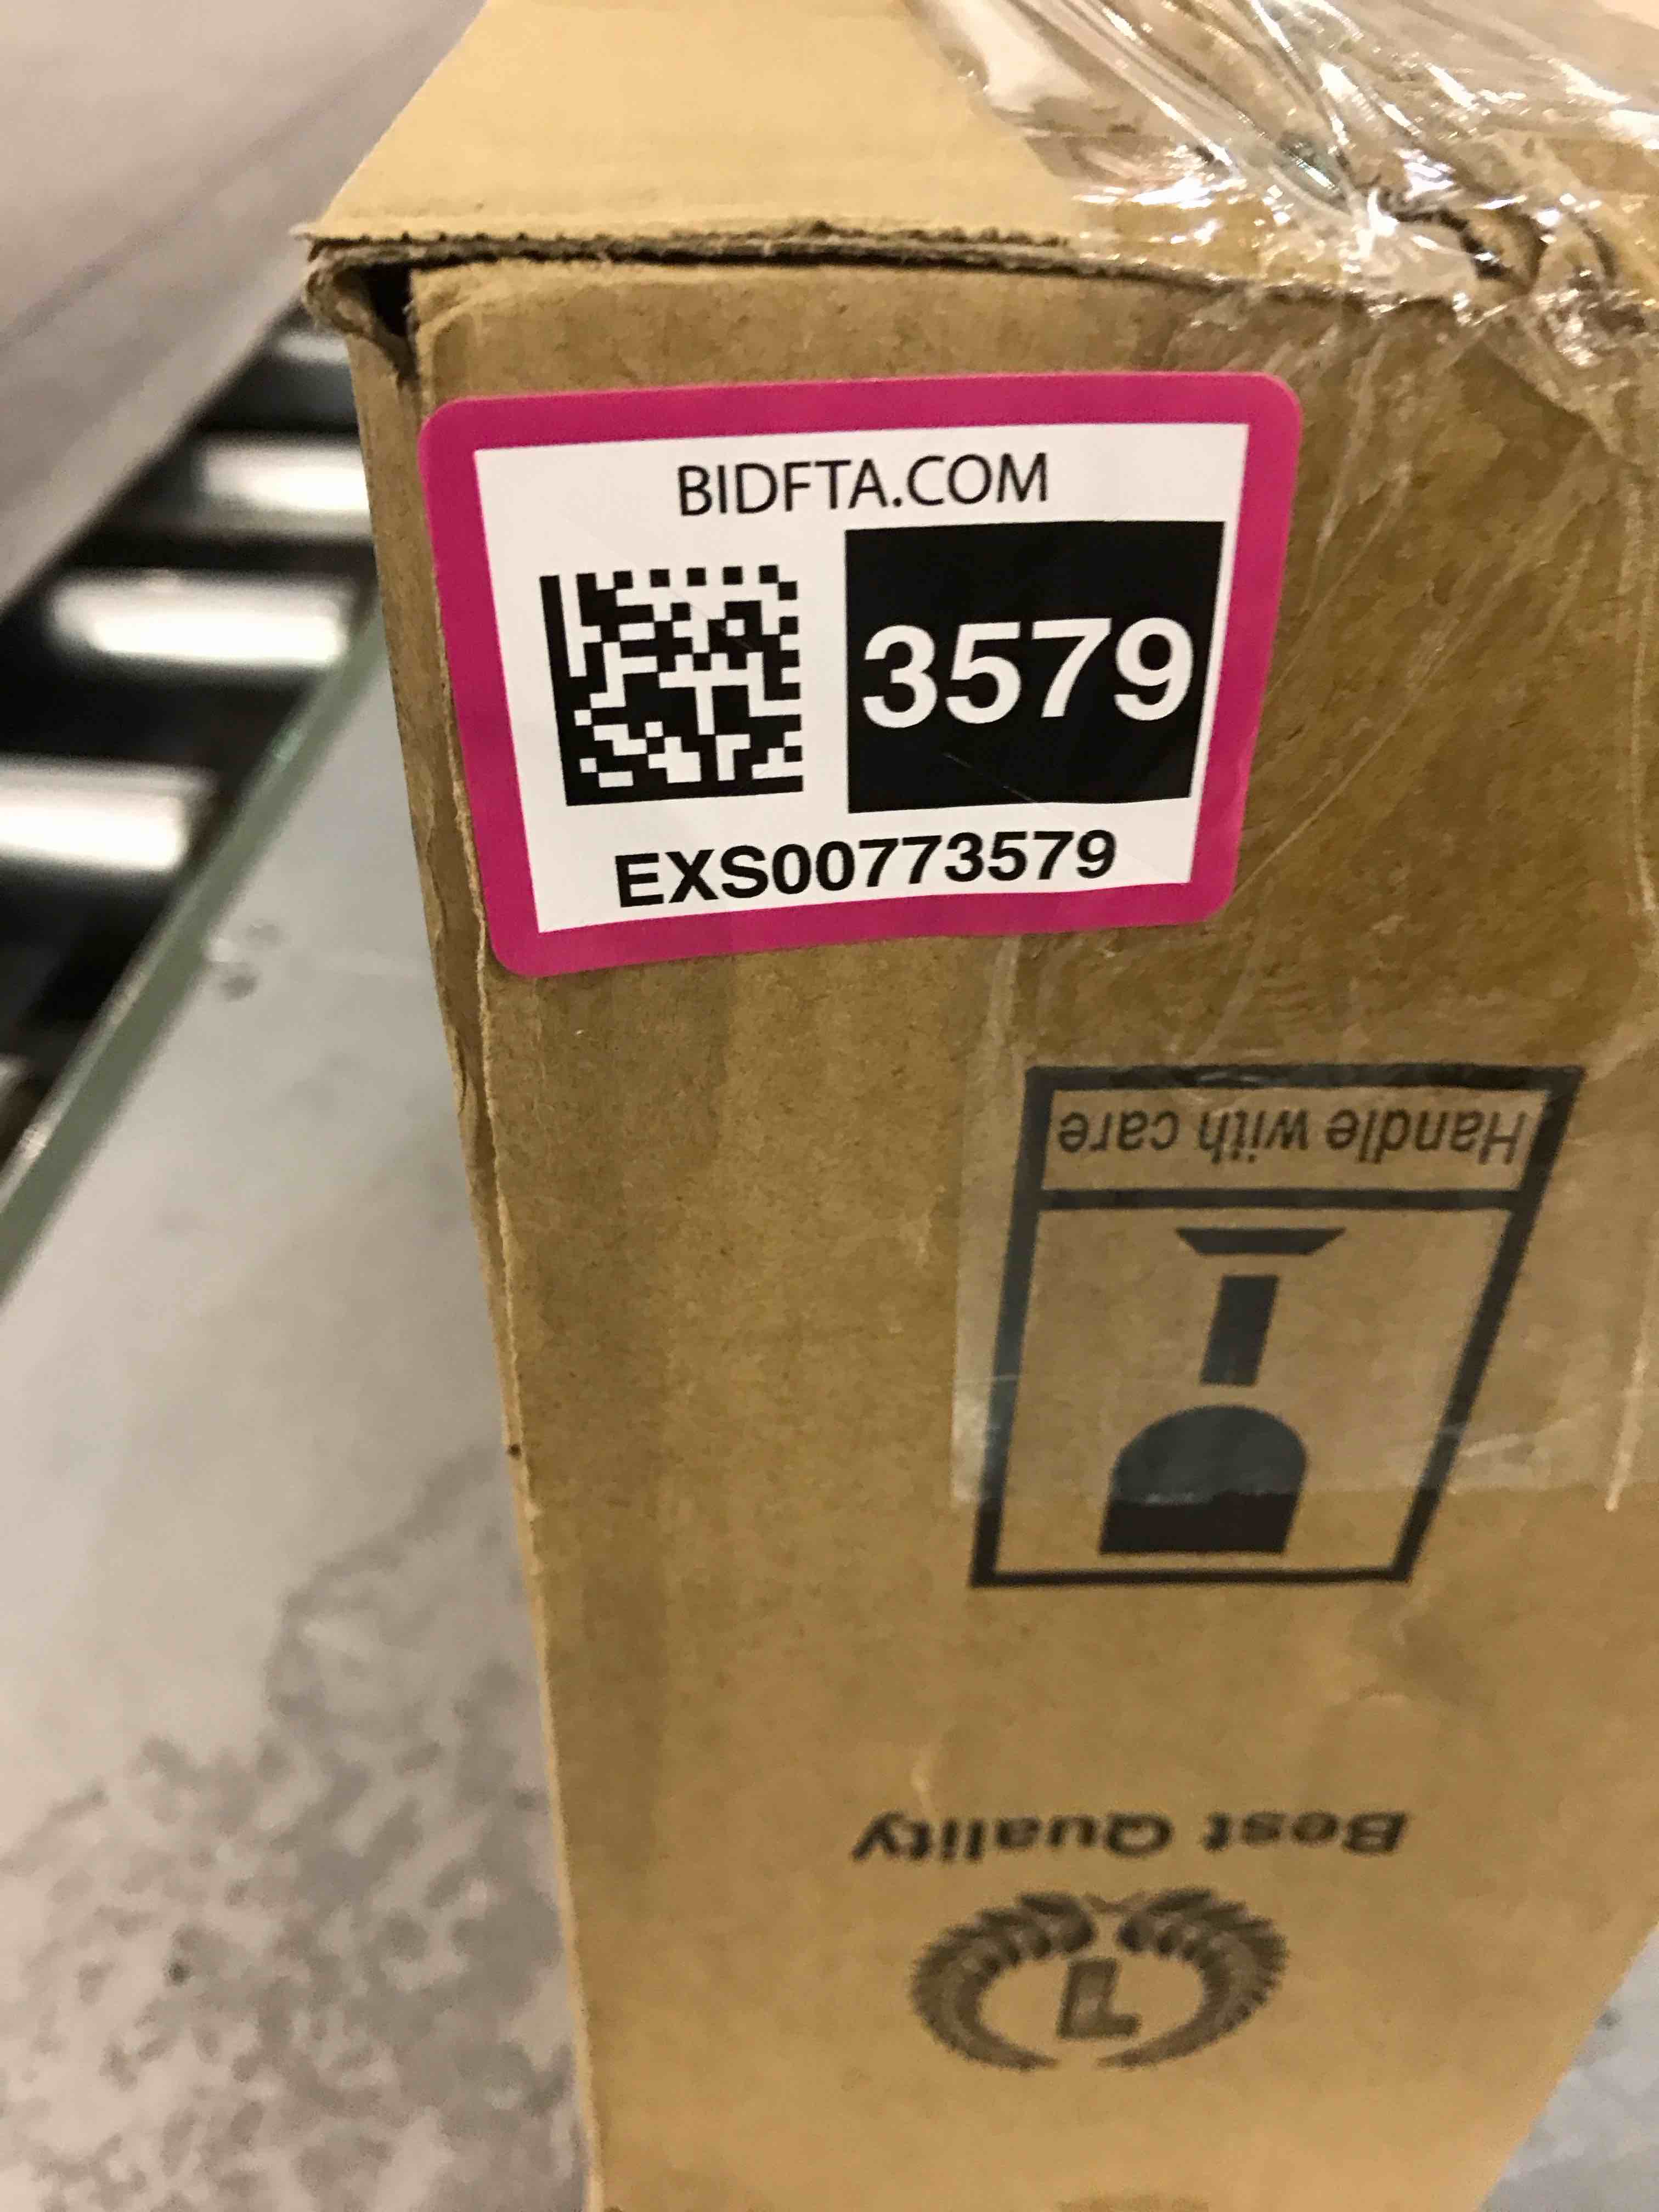 BIDFTA.COM
3579
EXS00773579
Handle with care
Best Quality